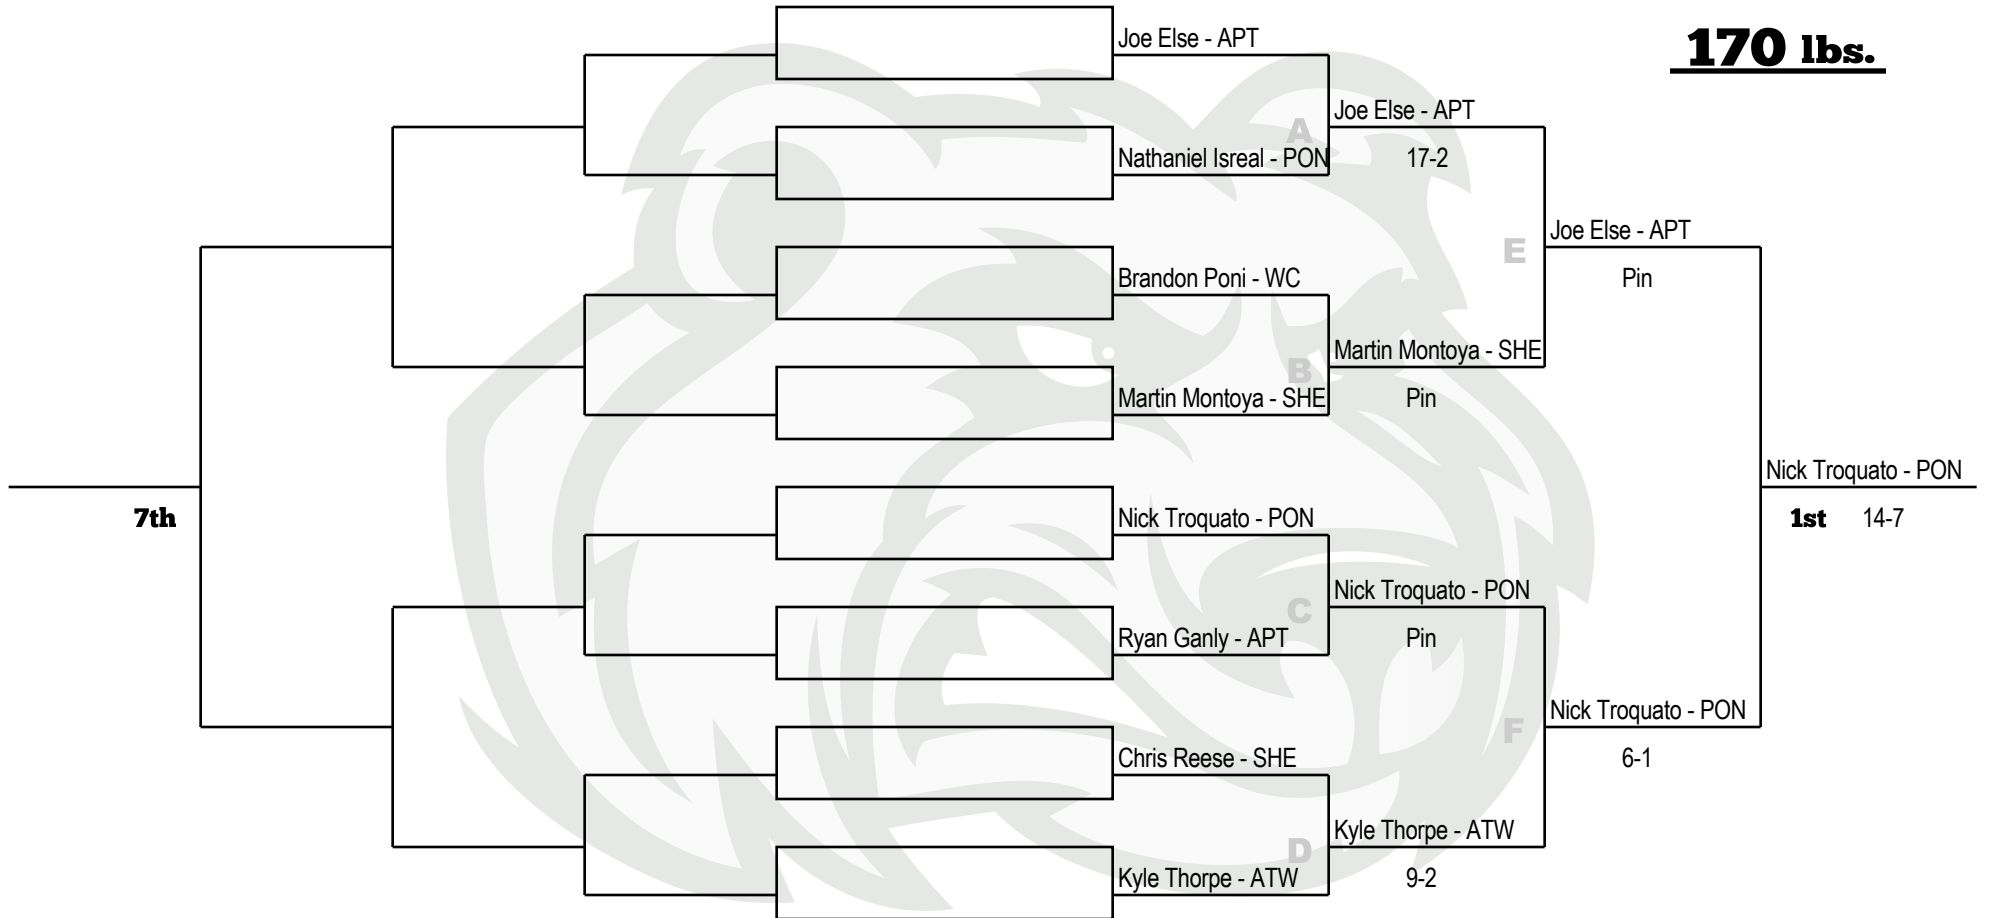 170 lbs.
Joe Else - APT
Joe Else - APT
A
Nathaniel Isreal - PON
17-2
Joe Else - APT
E
Brandon Poni - WC
Pin
Martin Montoya - SHE
B
Martin Montoya - SHE
Pin
Nick Troquato - PON
7th
Nick Troquato - PON
1st 14-7
Nick Troquato - PON
C
Ryan Ganly - APT
Pin
Nick Troquato - PON
F
Chris Reese - SHE
6-1
Kyle Thorpe - ATW
D
Kyle Thorpe - ATW
9-2